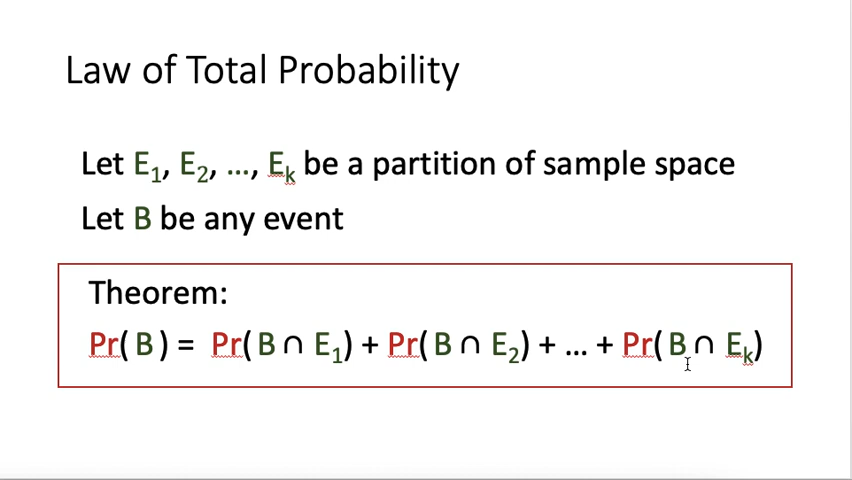 Law of Total Probability
Let E₁, E₂, ..., Eₖ be a partition of sample space
Let B be any event
Theorem:
Pr( B ) = Pr( B ∩ E₁) + Pr( B ∩ E₂) + ... + Pr( B ∩ Eₖ)